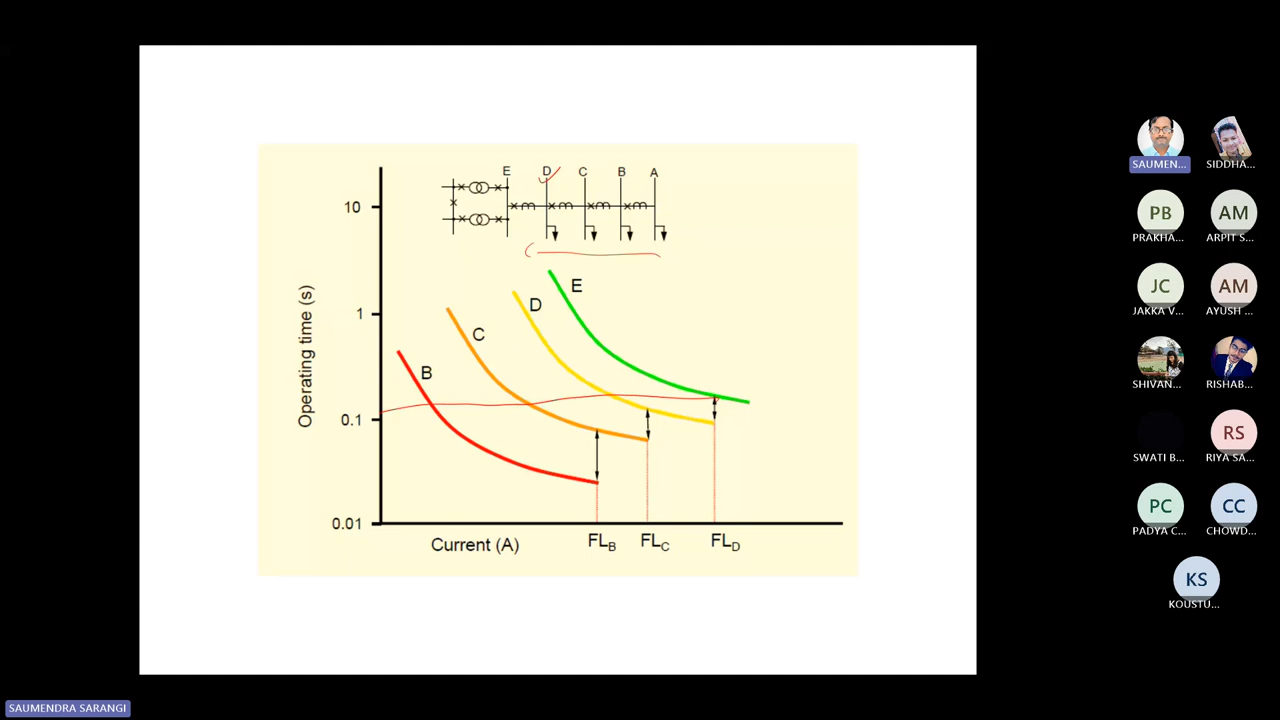 E D C B A
10
1
0.1
0.01
Operating time (s)
B
C
D
E
Current (A)
FLB
FLC
FLD
SAUMEN...
SIDDHA...
PB
PRAKHA...
AM
ARPIT S...
JC
JAKKA V...
AM
AYUSH ...
SHIVAN...
RISHAB...
SWATI B...
RS
RIYA SA...
PC
PADYA C...
CC
CHOWD...
KS
KOUSTU...
SAUMENDRA SARANGI